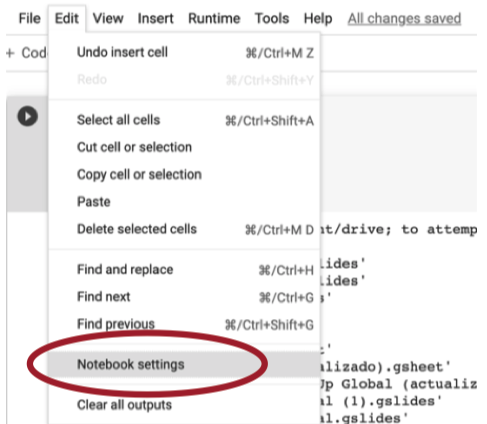 File Edit View Insert Runtime Tools Help All changes saved
+ Cod
Undo insert cell ⌘/Ctrl+M Z
Redo ⌘/Ctrl+Shift+Y
Select all cells ⌘/Ctrl+Shift+A
Cut cell or selection
Copy cell or selection
Paste
Delete selected cells ⌘/Ctrl+M D
nt/drive; to attemp
Find and replace ⌘/Ctrl+H
lides'
Find next ⌘/Ctrl+G
lides'
s'
Find previous ⌘/Ctrl+Shift+G
t'
Notebook settings
alizado).gsheet'
Up Global (actualiz
Clear all outputs
al (1).gslides'
al.gslides'